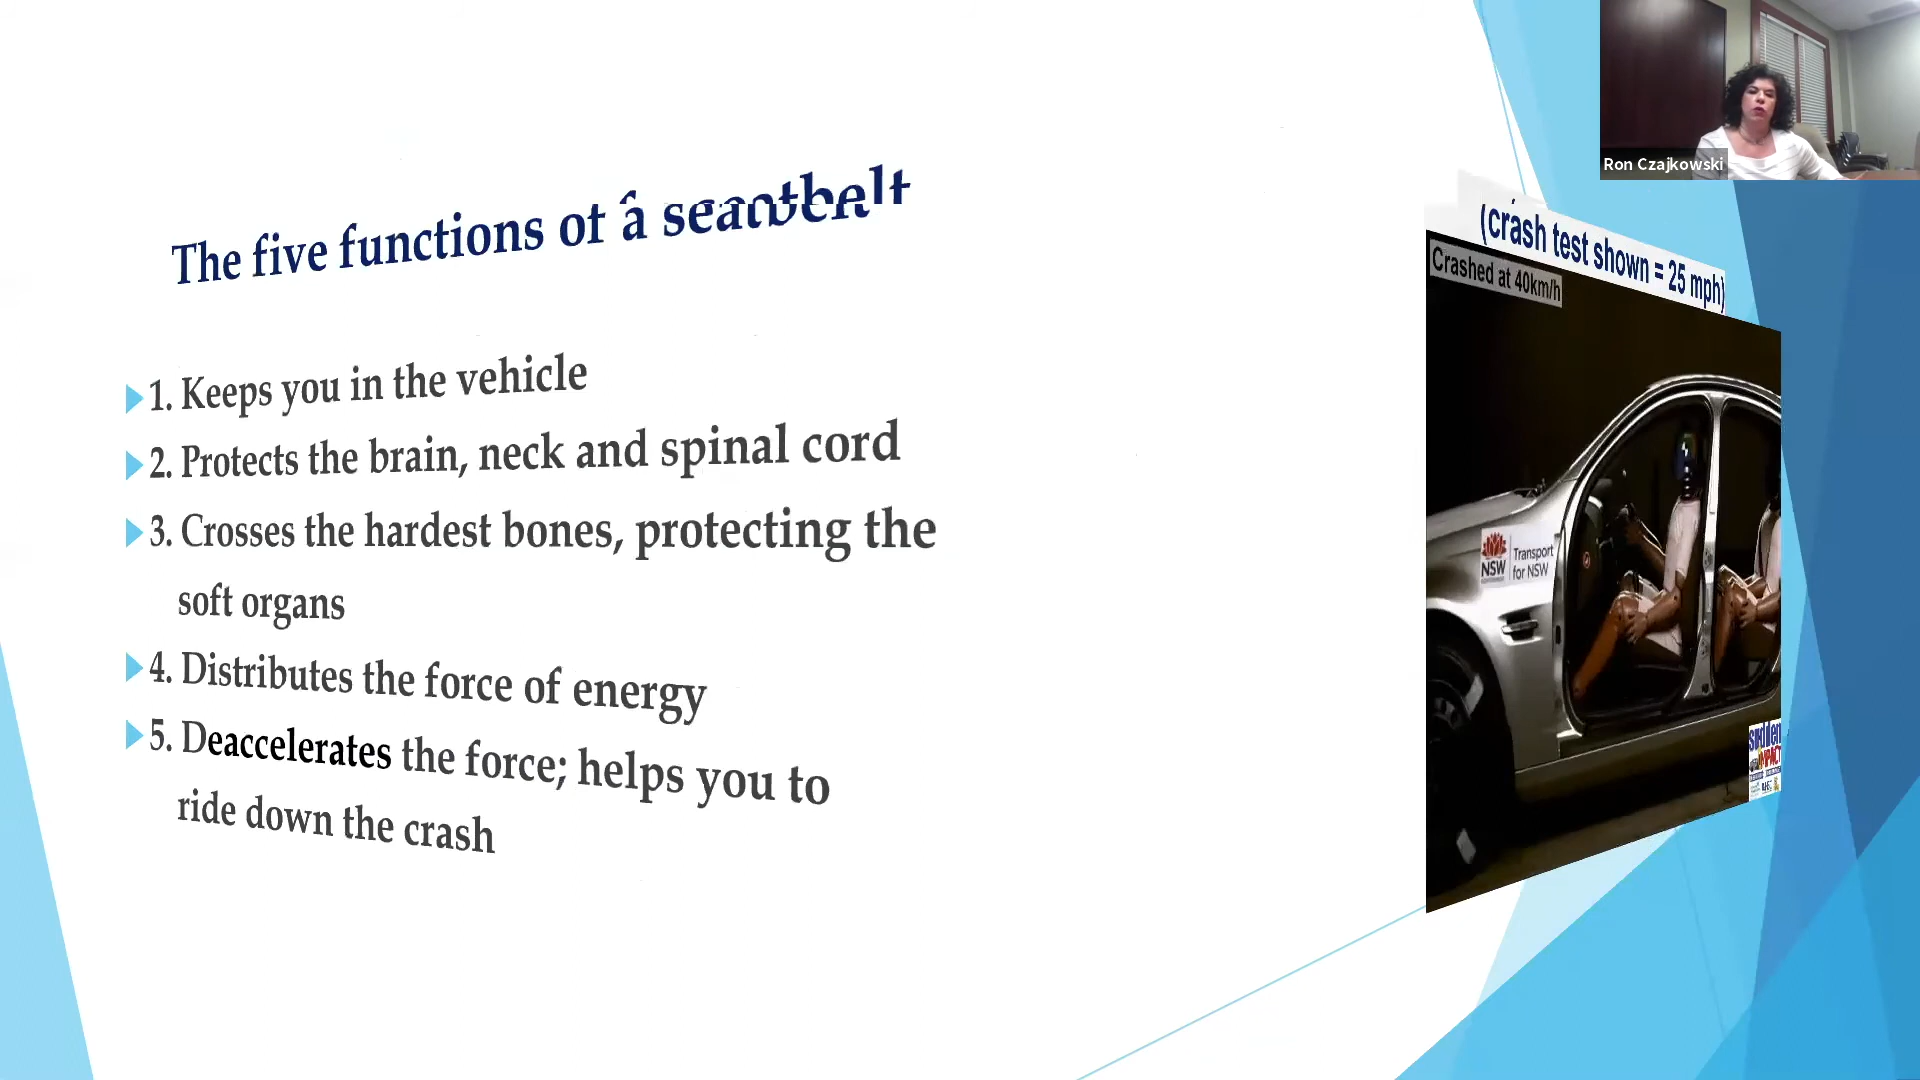 Ron Czajkowski
The five functions of a seatbelt
1. Keeps you in the vehicle
2. Protects the brain, neck and spinal cord
3. Crosses the hardest bones, protecting the
soft organs
4. Distributes the force of energy
5. Deaccelerates the force; helps you to
ride down the crash
(crash test shown = 25 mph)
Crashed at 40km/h
NSW
Transport
for NSW
sudden
IMPACT